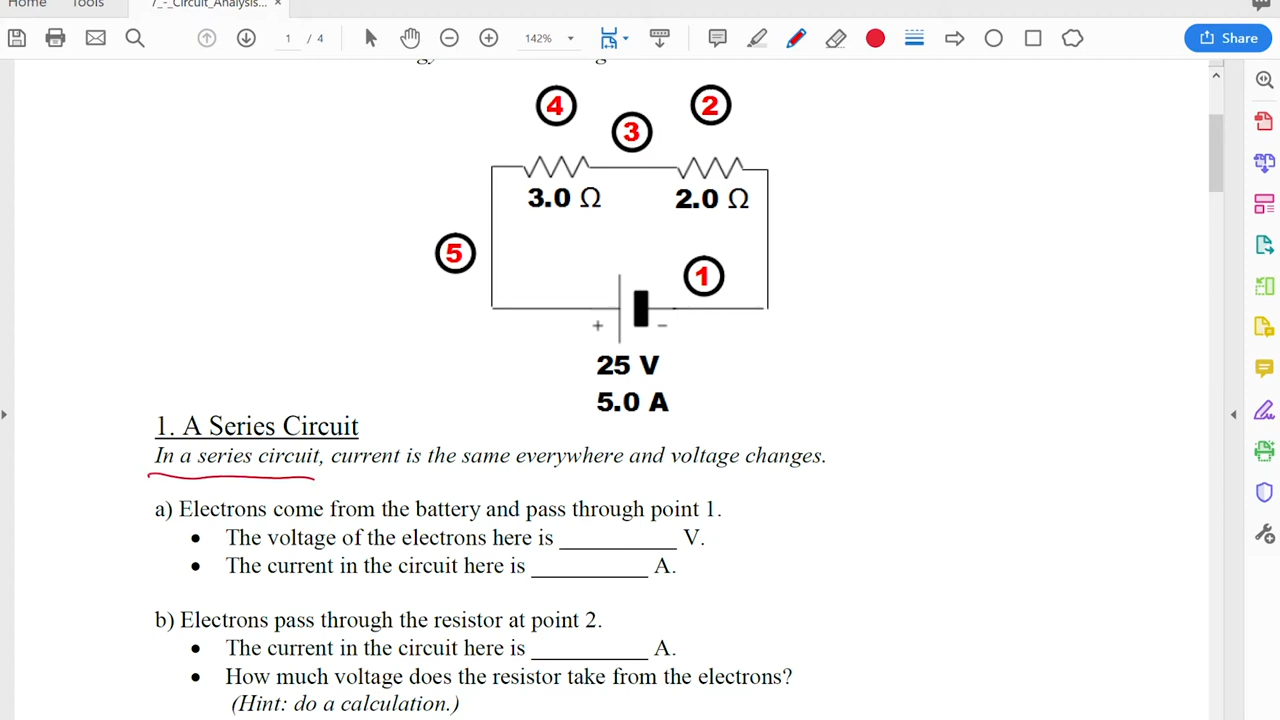 Home Tools 7_-_Circuit_Analysis... ×
1 / 4 142% Share
4 2
3
3.0 Ω 2.0 Ω
5
1
+ −
25 V
5.0 A
1. A Series Circuit
In a series circuit, current is the same everywhere and voltage changes.
a) Electrons come from the battery and pass through point 1.
• The voltage of the electrons here is __________ V.
• The current in the circuit here is __________ A.
b) Electrons pass through the resistor at point 2.
• The current in the circuit here is __________ A.
• How much voltage does the resistor take from the electrons?
(Hint: do a calculation.)